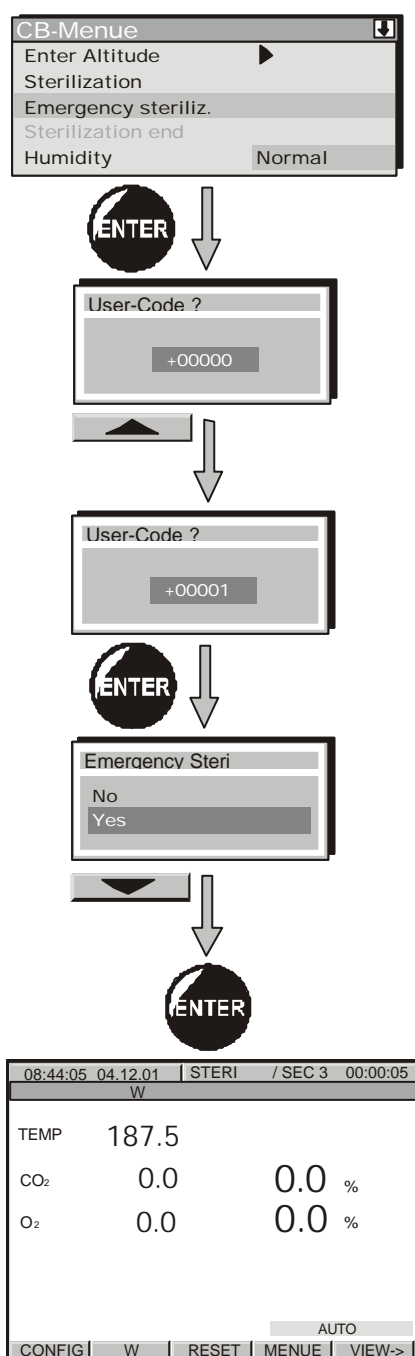 CB-Menue
Enter Altitude
Sterilization
Emergency steriliz.
Sterilization end
Humidity Normal
ENTER
User-Code ?
+00000
User-Code ?
+00001
ENTER
Emergency Steri
No
Yes
ENTER
08:44:05 04.12.01 STERI / SEC 3 00:00:05
W
TEMP 187.5
CO2 0.0 0.0 %
O2 0.0 0.0 %
AUTO
CONFIG W RESET MENUE VIEW->